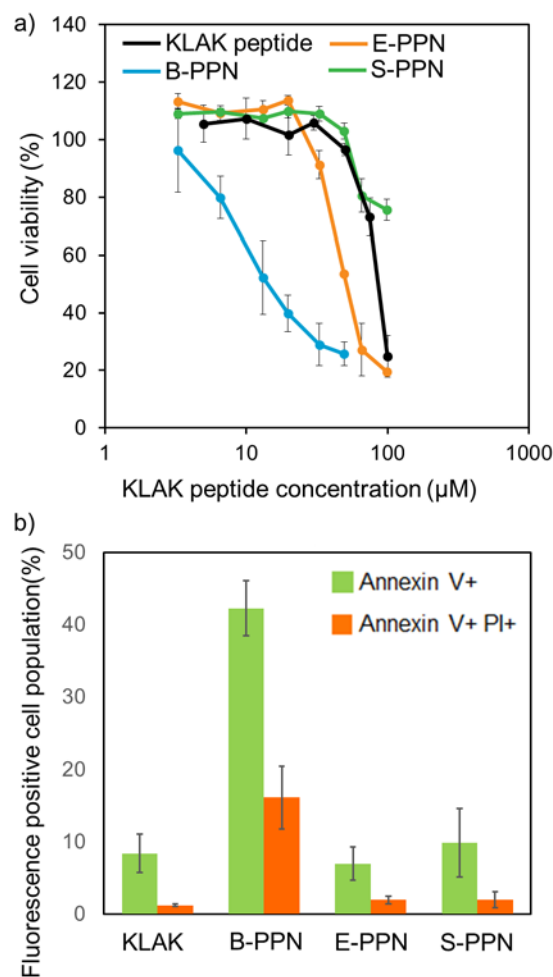 a)
KLAK peptide
E-PPN
B-PPN
S-PPN
140
120
100
80
60
40
20
0
Cell viability (%)
1
10
100
1000
KLAK peptide concentration (μM)
b)
50
40
30
20
10
0
Fluorescence positive cell population(%)
Annexin V+
Annexin V+ PI+
KLAK
B-PPN
E-PPN
S-PPN